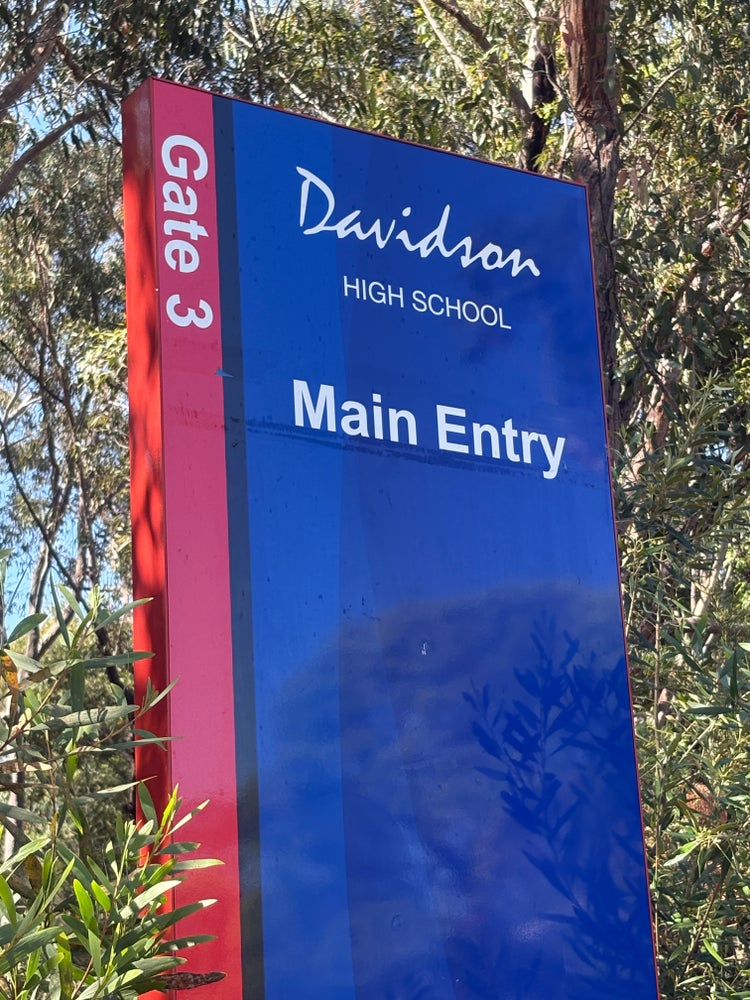 Gate 3
Davidson
HIGH SCHOOL
Main Entry